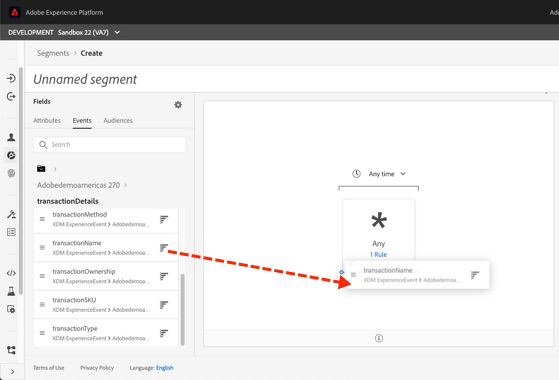 Adobe Experience Platform
DEVELOPMENT Sandbox 22 (VA7)
Segments > Create
Unnamed segment
Fields
Attributes Events Audiences
Search
>
Adobedemoamericas 270 >
transactionDetails
transactionMethod
XDM ExperienceEvent > Adobedemoa...
transactionName
XDM ExperienceEvent > Adobedemoa...
transactionOwnership
XDM ExperienceEvent > Adobedemoa...
transactionSKU
XDM ExperienceEvent > Adobedemoa...
transactionType
XDM ExperienceEvent > Adobedemoa...
Any time
*
Any
1 Rule
transactionName
XDM ExperienceEvent > Adobedemoa...
Terms of Use Privacy Policy Language: English